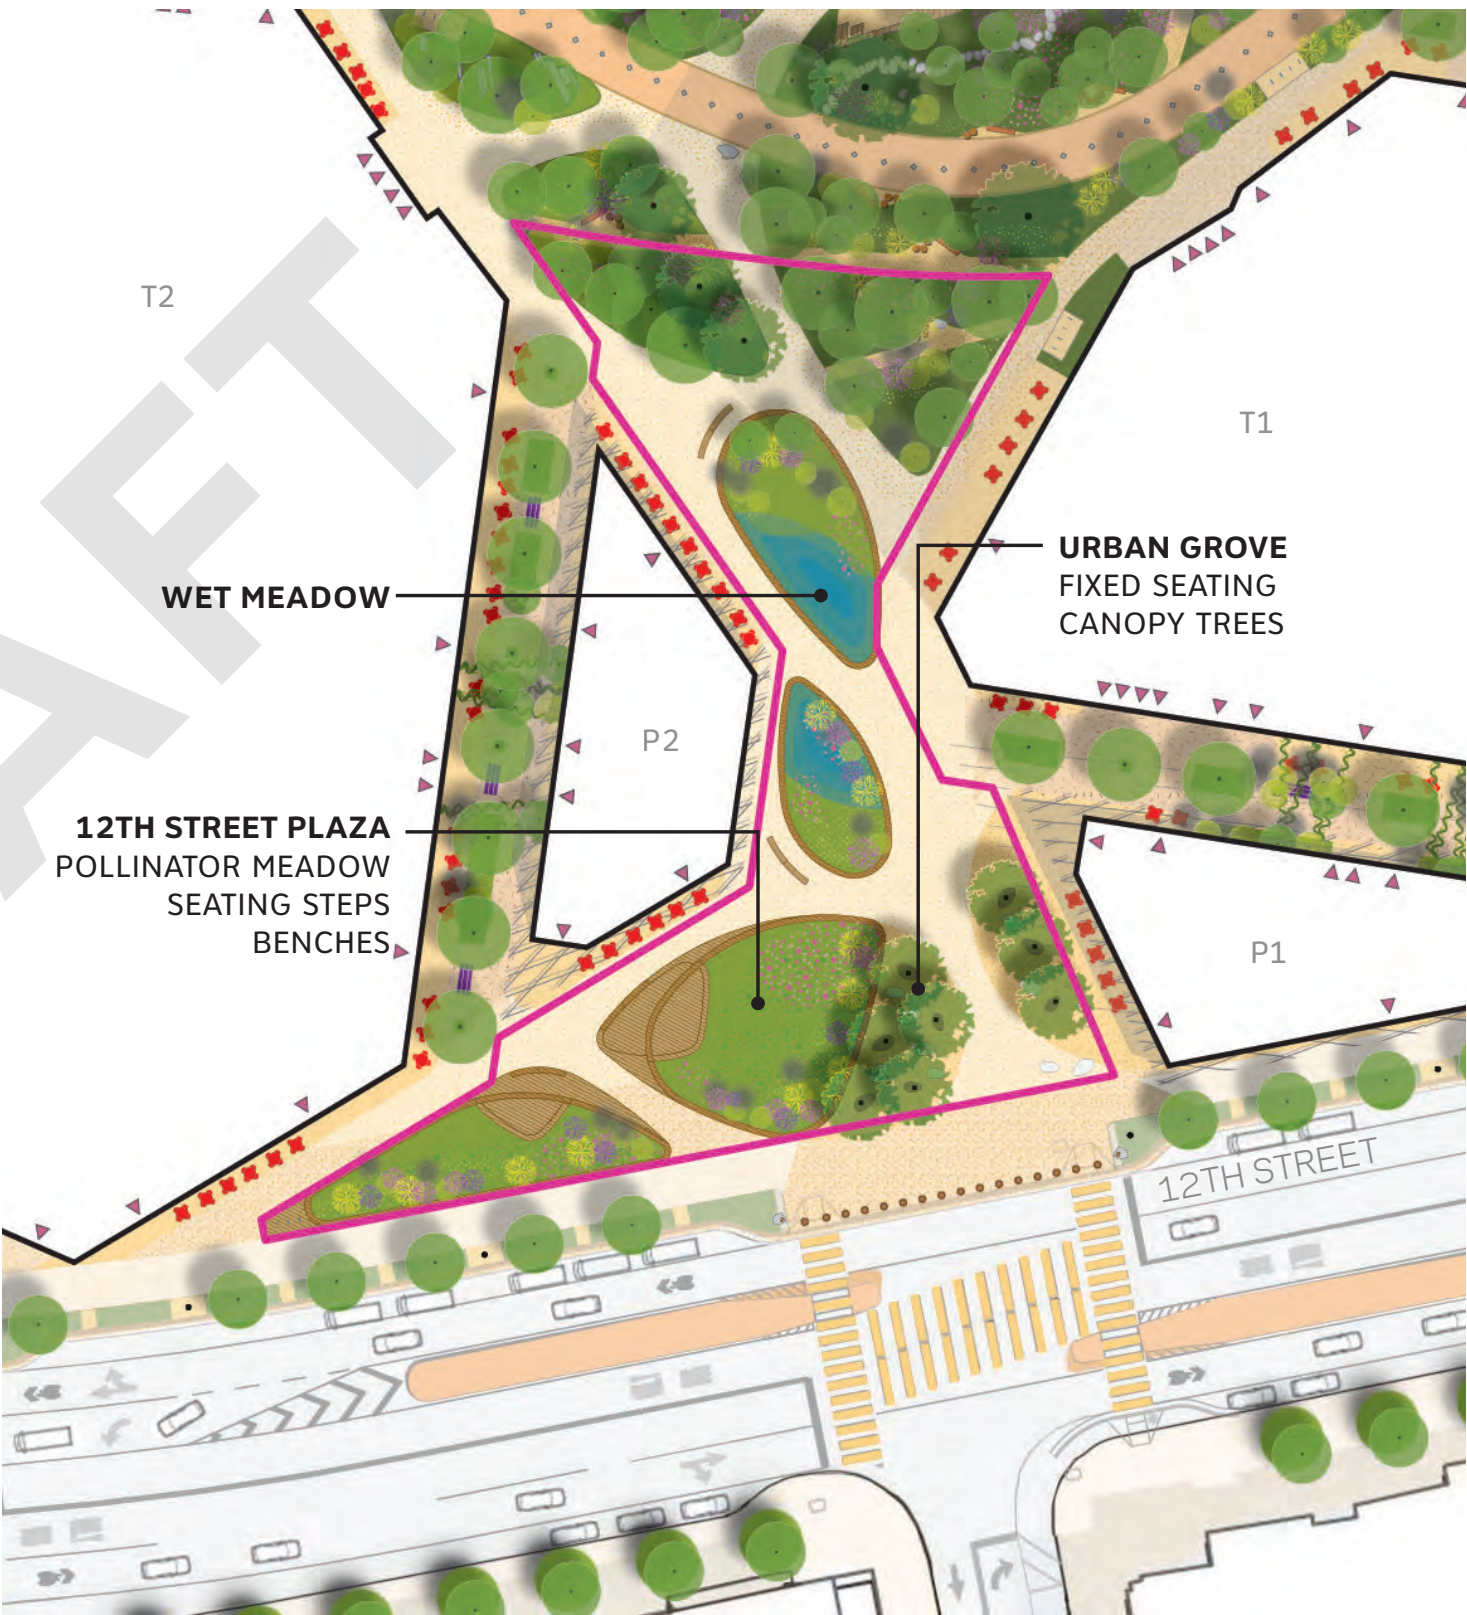 T2
T1
AFT
WET MEADOW
URBAN GROVE
FIXED SEATING
CANOPY TREES
P2
12TH STREET PLAZA
POLLINATOR MEADOW
SEATING STEPS
BENCHES
P1
12TH STREET